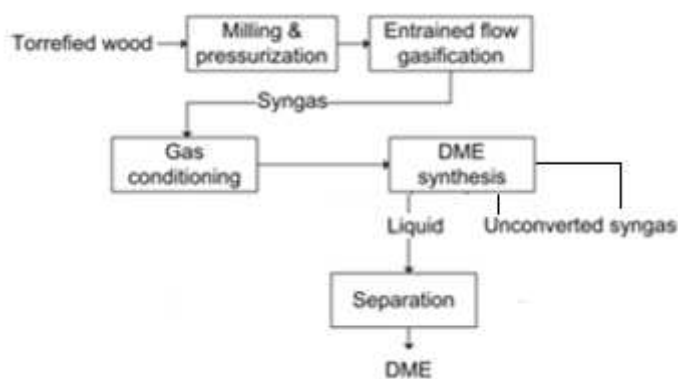 Torrefied wood
Milling &
pressurization
Entrained flow
gasification
Syngas
Gas
conditioning
DME
synthesis
Liquid
Unconverted syngas
Separation
DME